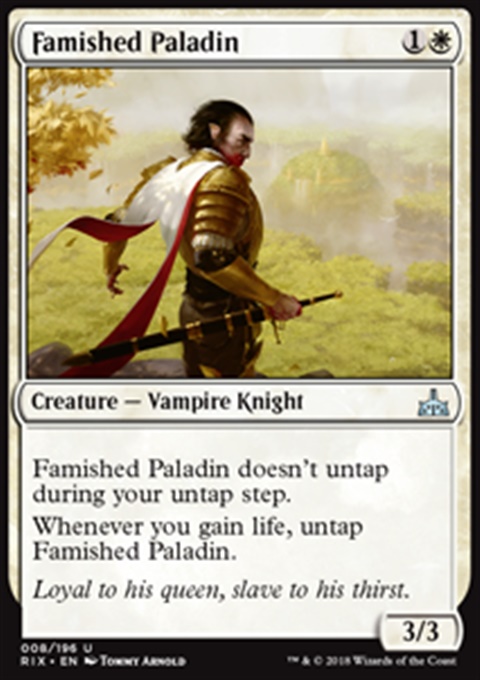 Famished Paladin 1
Creature — Vampire Knight
Famished Paladin doesn't untap
during your untap step.
Whenever you gain life, untap
Famished Paladin.
Loyal to his queen, slave to his thirst.
3/3
008/196 U
RIX • EN Tommy Arnold
™ & © 2018 Wizards of the Coast